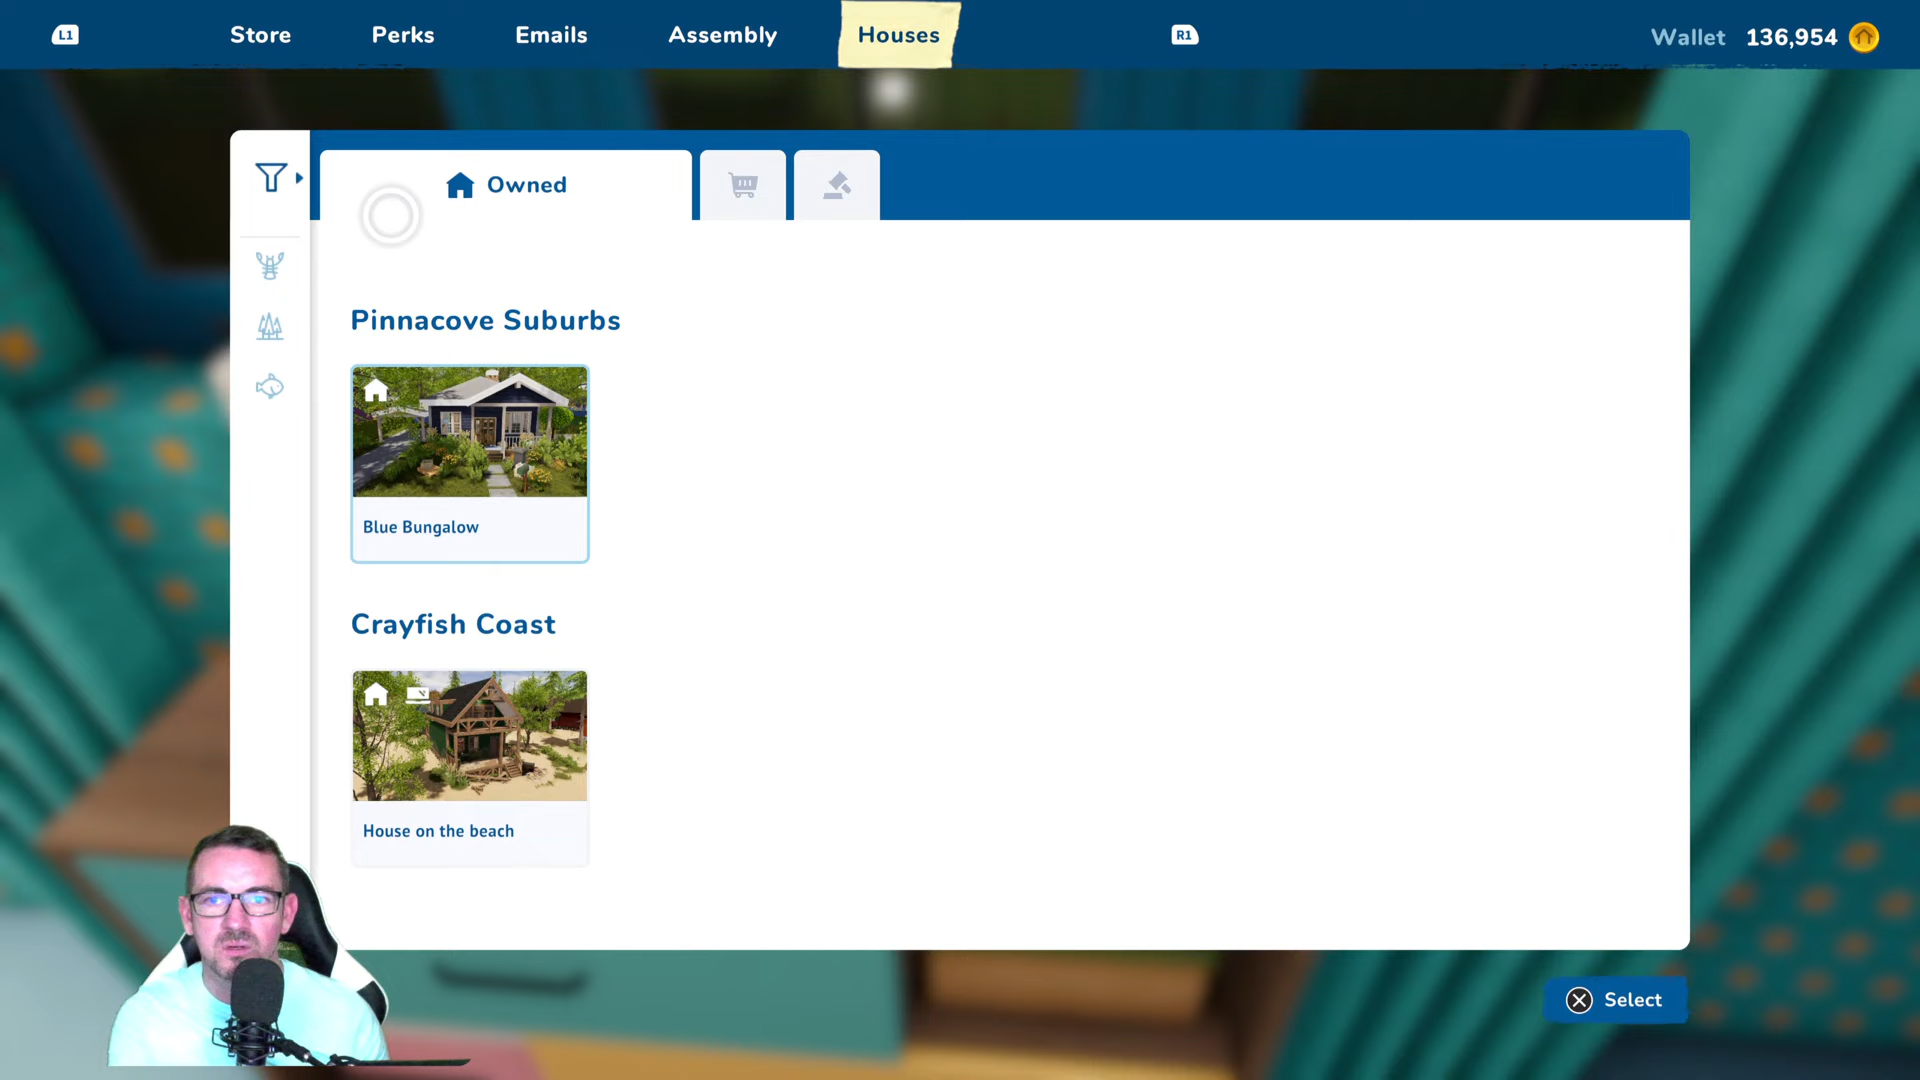 L1
Store
Perks
Emails
Assembly
Houses
R1
Wallet 136,954
Owned
Pinnacove Suburbs
Blue Bungalow
Crayfish Coast
House on the beach
Select